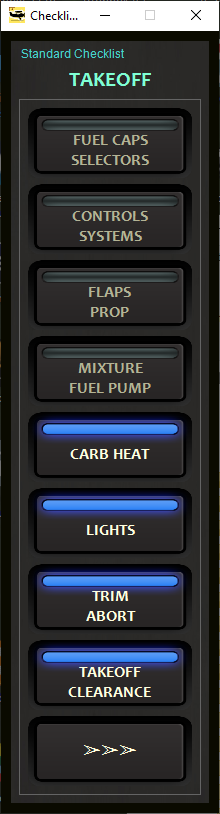 Checkli...
Standard Checklist
TAKEOFF
FUEL CAPS
SELECTORS
CONTROLS
SYSTEMS
FLAPS
PROP
MIXTURE
FUEL PUMP
CARB HEAT
LIGHTS
TRIM
ABORT
TAKEOFF
CLEARANCE
>>>